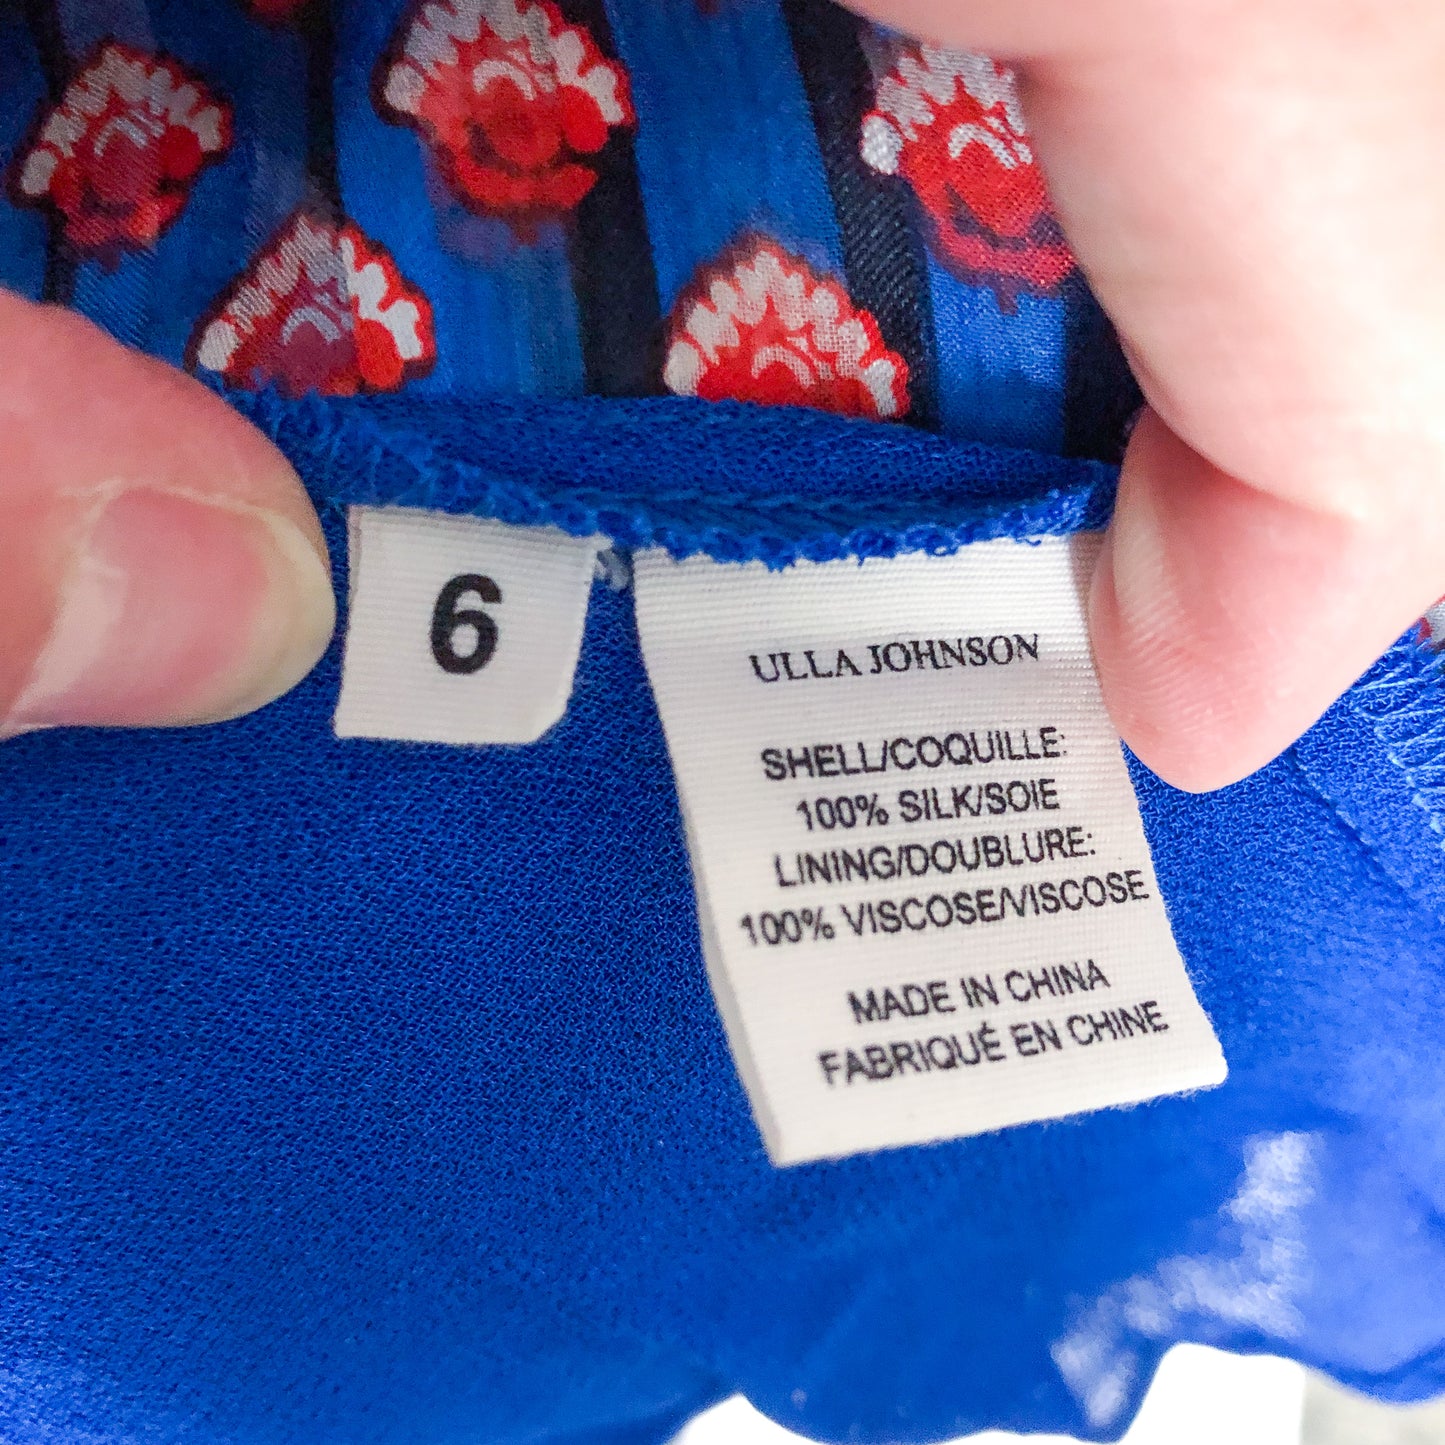 6
ULLA JOHNSON
SHELL/COQUILLE:
100% SILK/SOIE
LINING/DOUBLURE:
100% VISCOSE/VISCOSE
MADE IN CHINA
FABRIQUÉ EN CHINE